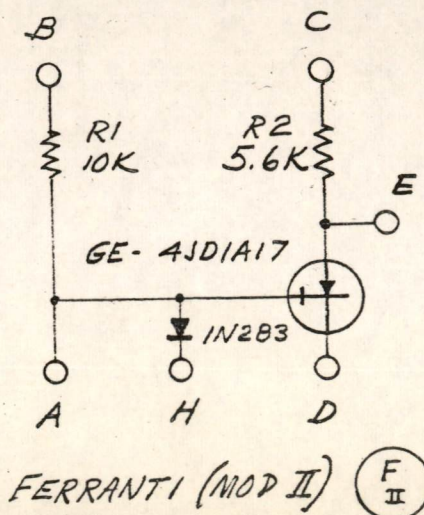 B
C
R1
10K
R2
5.6K
E
GE- 4JD1A17
1N283
A
H
D
FERRANTI (MOD II)
F
II